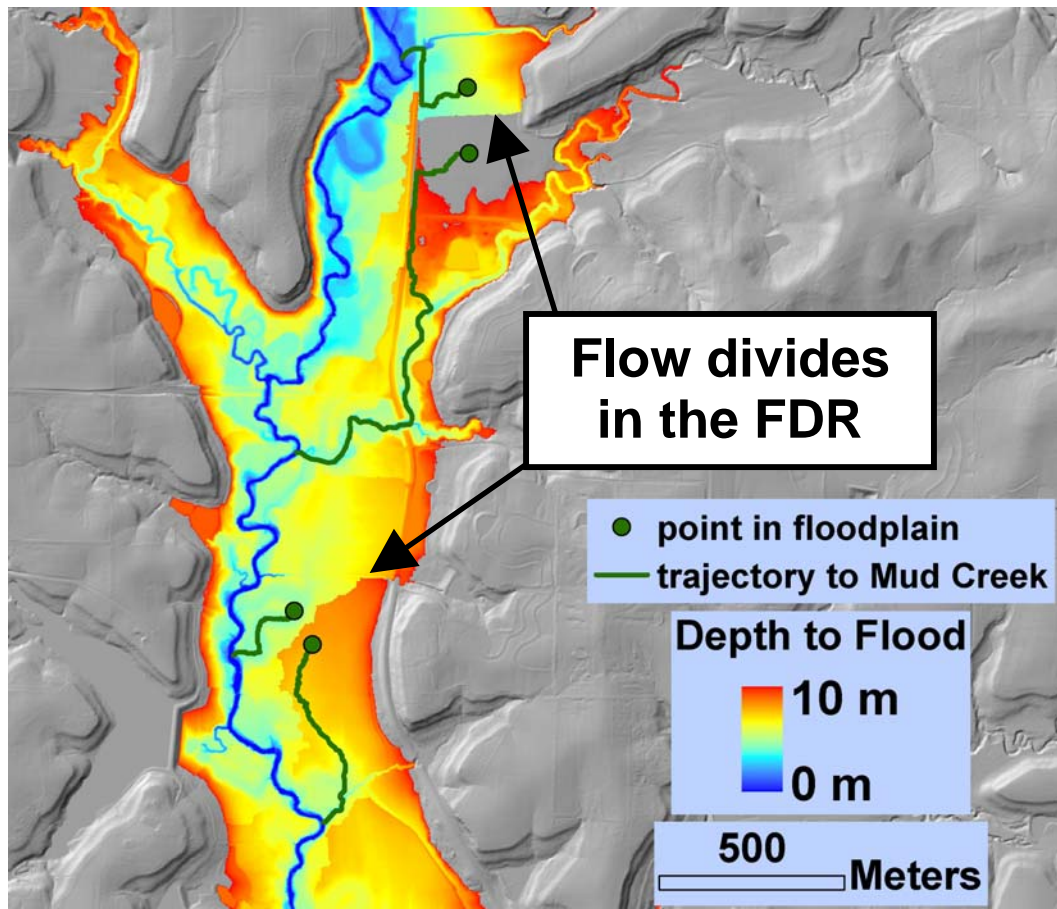 Flow divides
in the FDR
point in floodplain
trajectory to Mud Creek
Depth to Flood
10 m
0 m
500
Meters